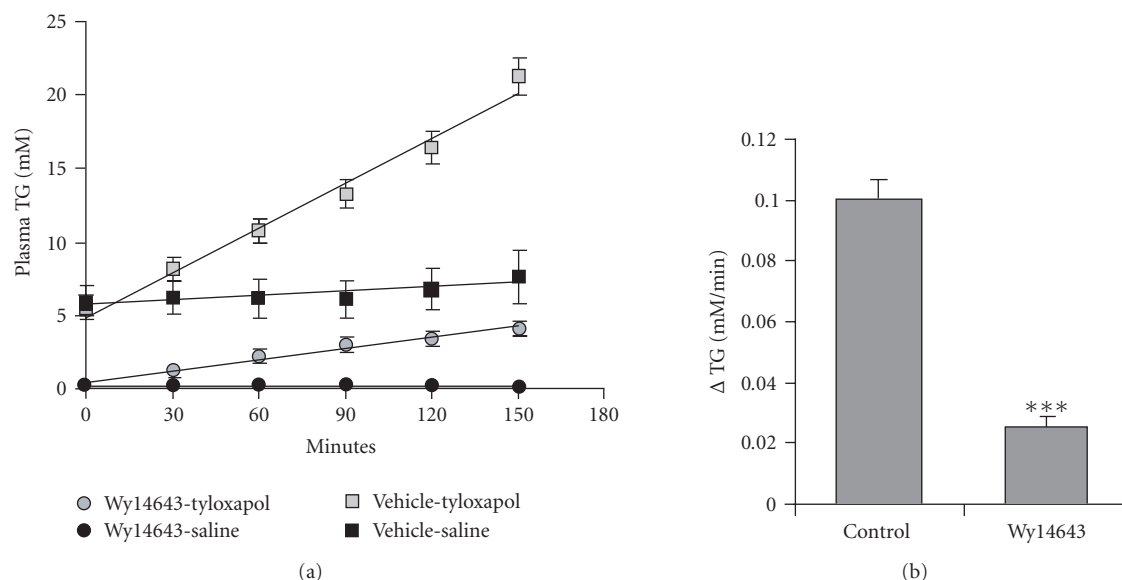 25
20
15
10
5
0
Plasma TG (mM)
0 30 60 90 120 150 180
Minutes
Wy14643-tyloxapol Vehicle-tyloxapol
Wy14643-saline Vehicle-saline
(a)
0.12
0.1
0.08
0.06
0.04
0.02
0
Δ TG (mM/min)
***
Control Wy14643
(b)